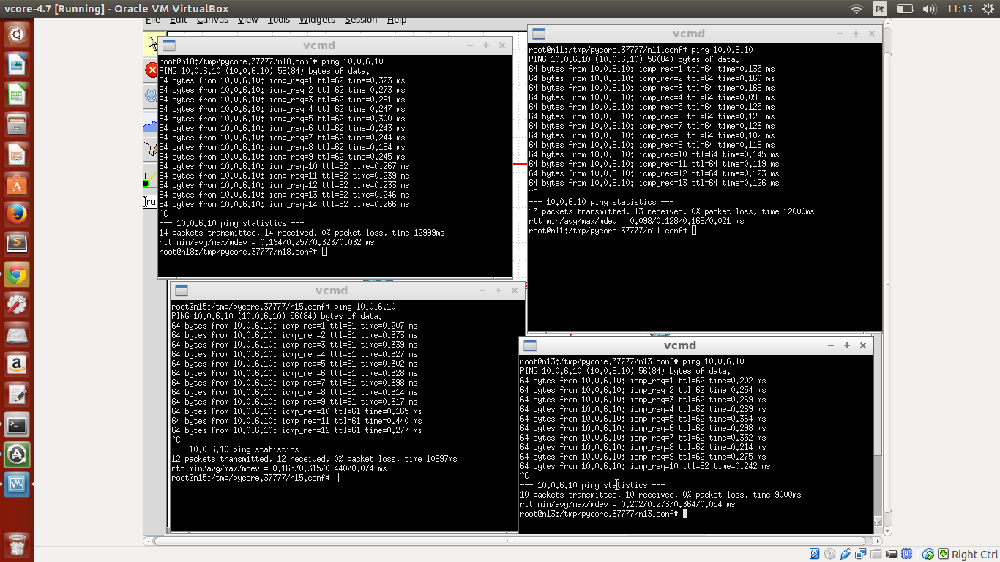 vcore-4.7 [Running] - Oracle VM VirtualBox
Pt
11:15
File Edit Canvas View Tools Widgets Session Help
vcmd
root@n18:/tmp/pycore.37777/n18.conf# ping 10.0.6.10
PING 10.0.6.10 (10.0.6.10) 56(84) bytes of data.
64 bytes from 10.0.6.10: icmp_req=1 ttl=62 time=0.323 ms
64 bytes from 10.0.6.10: icmp_req=2 ttl=62 time=0.273 ms
64 bytes from 10.0.6.10: icmp_req=3 ttl=62 time=0.281 ms
64 bytes from 10.0.6.10: icmp_req=4 ttl=62 time=0.247 ms
64 bytes from 10.0.6.10: icmp_req=5 ttl=62 time=0.300 ms
64 bytes from 10.0.6.10: icmp_req=6 ttl=62 time=0.243 ms
64 bytes from 10.0.6.10: icmp_req=7 ttl=62 time=0.244 ms
64 bytes from 10.0.6.10: icmp_req=8 ttl=62 time=0.194 ms
64 bytes from 10.0.6.10: icmp_req=9 ttl=62 time=0.245 ms
64 bytes from 10.0.6.10: icmp_req=10 ttl=62 time=0.267 ms
64 bytes from 10.0.6.10: icmp_req=11 ttl=62 time=0.239 ms
64 bytes from 10.0.6.10: icmp_req=12 ttl=62 time=0.233 ms
64 bytes from 10.0.6.10: icmp_req=13 ttl=62 time=0.246 ms
64 bytes from 10.0.6.10: icmp_req=14 ttl=62 time=0.266 ms
^C
--- 10.0.6.10 ping statistics ---
14 packets transmitted, 14 received, 0% packet loss, time 12999ms
rtt min/avg/max/mdev = 0.194/0.257/0.323/0.032 ms
root@n18:/tmp/pycore.37777/n18.conf#
vcmd
root@n11:/tmp/pycore.37777/n11.conf# ping 10.0.6.10
PING 10.0.6.10 (10.0.6.10) 56(84) bytes of data.
64 bytes from 10.0.6.10: icmp_req=1 ttl=64 time=0.135 ms
64 bytes from 10.0.6.10: icmp_req=2 ttl=64 time=0.160 ms
64 bytes from 10.0.6.10: icmp_req=3 ttl=64 time=0.168 ms
64 bytes from 10.0.6.10: icmp_req=4 ttl=64 time=0.098 ms
64 bytes from 10.0.6.10: icmp_req=5 ttl=64 time=0.125 ms
64 bytes from 10.0.6.10: icmp_req=6 ttl=64 time=0.126 ms
64 bytes from 10.0.6.10: icmp_req=7 ttl=64 time=0.123 ms
64 bytes from 10.0.6.10: icmp_req=8 ttl=64 time=0.102 ms
64 bytes from 10.0.6.10: icmp_req=9 ttl=64 time=0.119 ms
64 bytes from 10.0.6.10: icmp_req=10 ttl=64 time=0.145 ms
64 bytes from 10.0.6.10: icmp_req=11 ttl=64 time=0.119 ms
64 bytes from 10.0.6.10: icmp_req=12 ttl=64 time=0.123 ms
64 bytes from 10.0.6.10: icmp_req=13 ttl=64 time=0.126 ms
^C
--- 10.0.6.10 ping statistics ---
13 packets transmitted, 13 received, 0% packet loss, time 12000ms
rtt min/avg/max/mdev = 0.098/0.128/0.168/0.021 ms
root@n11:/tmp/pycore.37777/n11.conf#
vcmd
root@n15:/tmp/pycore.37777/n15.conf# ping 10.0.6.10
PING 10.0.6.10 (10.0.6.10) 56(84) bytes of data.
64 bytes from 10.0.6.10: icmp_req=1 ttl=61 time=0.207 ms
64 bytes from 10.0.6.10: icmp_req=2 ttl=61 time=0.373 ms
64 bytes from 10.0.6.10: icmp_req=3 ttl=61 time=0.339 ms
64 bytes from 10.0.6.10: icmp_req=4 ttl=61 time=0.327 ms
64 bytes from 10.0.6.10: icmp_req=5 ttl=61 time=0.302 ms
64 bytes from 10.0.6.10: icmp_req=6 ttl=61 time=0.328 ms
64 bytes from 10.0.6.10: icmp_req=7 ttl=61 time=0.398 ms
64 bytes from 10.0.6.10: icmp_req=8 ttl=61 time=0.314 ms
64 bytes from 10.0.6.10: icmp_req=9 ttl=61 time=0.317 ms
64 bytes from 10.0.6.10: icmp_req=10 ttl=61 time=0.165 ms
64 bytes from 10.0.6.10: icmp_req=11 ttl=61 time=0.440 ms
64 bytes from 10.0.6.10: icmp_req=12 ttl=61 time=0.277 ms
^C
--- 10.0.6.10 ping statistics ---
12 packets transmitted, 12 received, 0% packet loss, time 10997ms
rtt min/avg/max/mdev = 0.165/0.315/0.440/0.074 ms
root@n15:/tmp/pycore.37777/n15.conf#
vcmd
root@n13:/tmp/pycore.37777/n13.conf# ping 10.0.6.10
PING 10.0.6.10 (10.0.6.10) 56(84) bytes of data.
64 bytes from 10.0.6.10: icmp_req=1 ttl=62 time=0.202 ms
64 bytes from 10.0.6.10: icmp_req=2 ttl=62 time=0.254 ms
64 bytes from 10.0.6.10: icmp_req=3 ttl=62 time=0.269 ms
64 bytes from 10.0.6.10: icmp_req=4 ttl=62 time=0.269 ms
64 bytes from 10.0.6.10: icmp_req=5 ttl=62 time=0.364 ms
64 bytes from 10.0.6.10: icmp_req=6 ttl=62 time=0.298 ms
64 bytes from 10.0.6.10: icmp_req=7 ttl=62 time=0.352 ms
64 bytes from 10.0.6.10: icmp_req=8 ttl=62 time=0.214 ms
64 bytes from 10.0.6.10: icmp_req=9 ttl=62 time=0.275 ms
64 bytes from 10.0.6.10: icmp_req=10 ttl=62 time=0.242 ms
^C
--- 10.0.6.10 ping statistics ---
10 packets transmitted, 10 received, 0% packet loss, time 9000ms
rtt min/avg/max/mdev = 0.202/0.273/0.364/0.054 ms
root@n13:/tmp/pycore.37777/n13.conf#
Right Ctrl